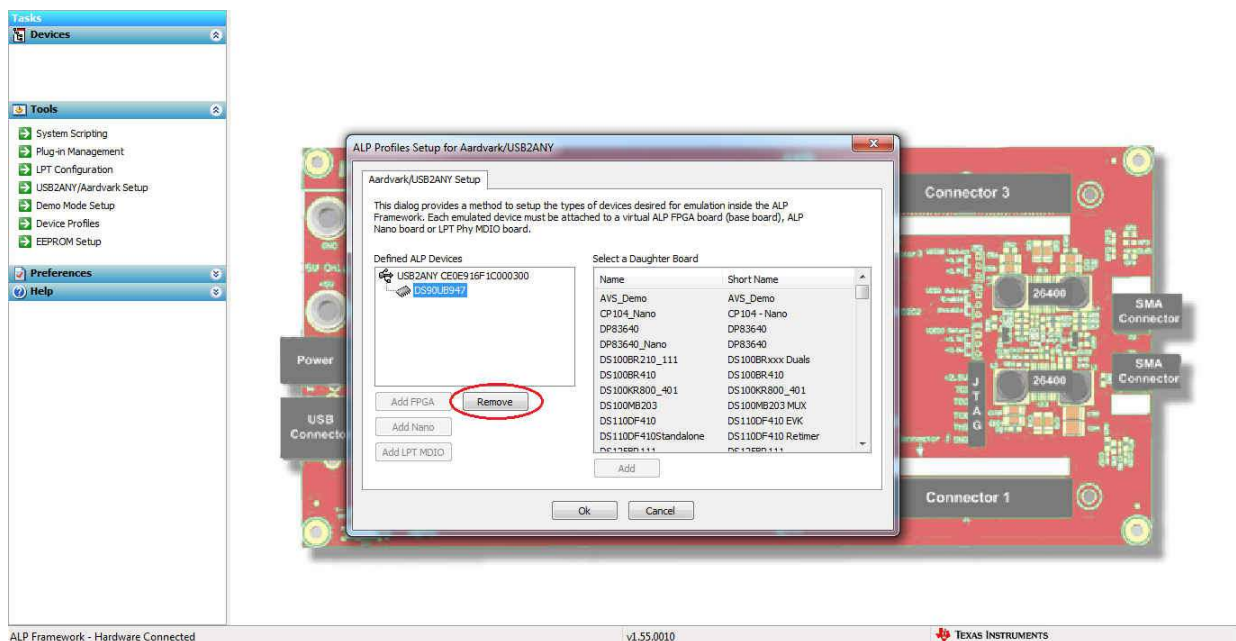 Tasks
Devices
Tools
System Scripting
Plug-in Management
LPT Configuration
USB2ANY/Aardvark Setup
Demo Mode Setup
Device Profiles
EEPROM Setup
Preferences
Help
ALP Profiles Setup for Aardvark/USB2ANY
Aardvark/USB2ANY Setup
This dialog provides a method to setup the types of devices desired for emulation inside the ALP
Framework. Each emulated device must be attached to a virtual ALP FPGA board (base board), ALP
Nano board or LPT Phy MDIO board.
Defined ALP Devices
USB2ANY CE0E916F1C000300
DS90UB947
Add FPGA
Remove
Add Nano
Add LPT MDIO
Select a Daughter Board
Name Short Name
AVS_Demo AVS_Demo
CP104_Nano CP104 - Nano
DP83640 DP83640
DP83640_Nano DP83640
DS100BR210_111 DS100BRxxx Duals
DS100BR410 DS100BR410
DS100KR800_401 DS100KR800_401
DS100MB203 DS100MB203 MUX
DS110DF410 DS110DF410 EVK
DS110DF410Standalone DS110DF410 Retimer
Add
Ok Cancel
Power
USB
Connecto
Connector 3
26400
SMA
Connector
SMA
Connector
26400
J
T
A
G
Connector 1
ALP Framework - Hardware Connected
v1.55.0010
TEXAS INSTRUMENTS